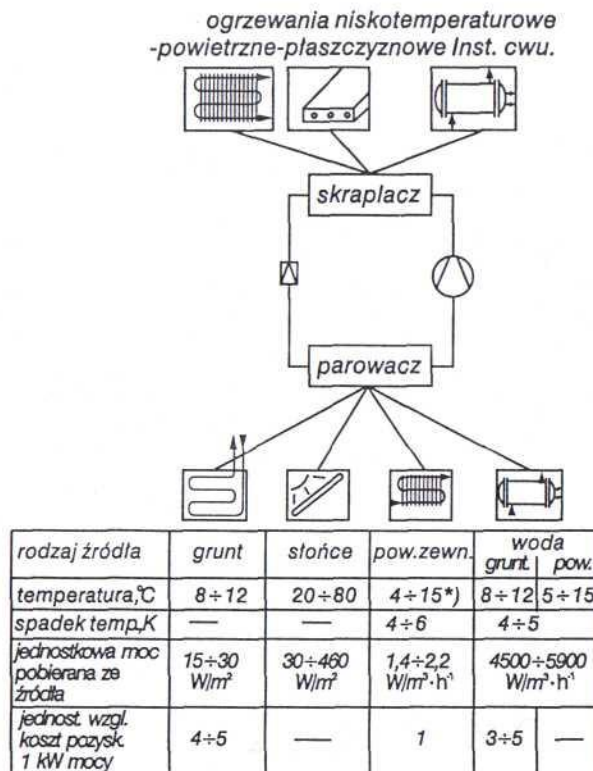 ogrzewania niskotemperaturowe
-powietrzne-płaszczyznowe Inst. cwu.
skraplacz
parowacz
rodzaj źródła grunt słońce pow.zewn. woda
grunt. pow.
temperatura,°C 8÷12 20÷80 4÷15*) 8÷12 5÷15
spadek temp.,K — — 4÷6 4÷5
jednostkowa moc
pobierana ze
źródła
15÷30
W/m²
30÷460
W/m²
1,4÷2,2
W/m³·h⁻¹
4500÷5900
W/m³·h⁻¹
jednost. wzgl.
koszt pozysk.
1 kW mocy
4÷5 — 1 3÷5 —